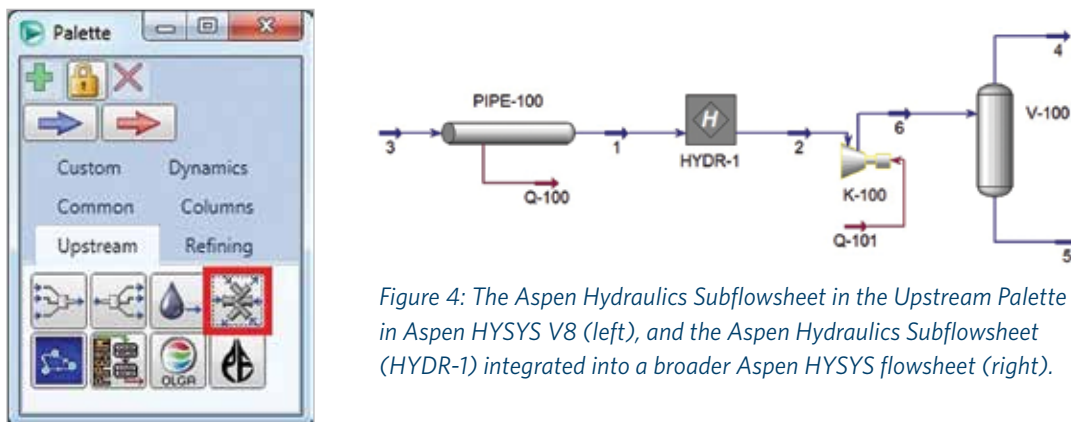 Palette
Custom Dynamics
Common Columns
Upstream Refining
OLGA
PIPE-100
3
1
Q-100
H
HYDR-1
2
6
K-100
Q-101
4
V-100
5
Figure 4: The Aspen Hydraulics Subflowsheet in the Upstream Palette
in Aspen HYSYS V8 (left), and the Aspen Hydraulics Subflowsheet
(HYDR-1) integrated into a broader Aspen HYSYS flowsheet (right).